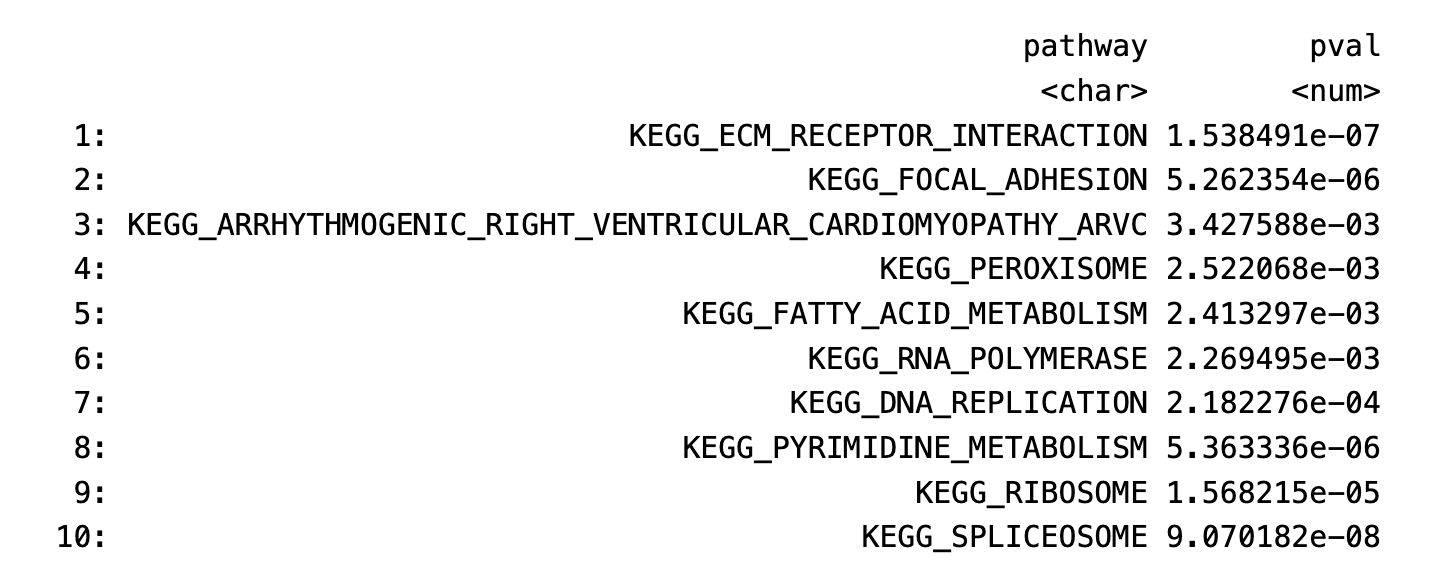 pathway pval
<char> <num>
1: KEGG_ECM_RECEPTOR_INTERACTION 1.538491e-07
2: KEGG_FOCAL_ADHESION 5.262354e-06
3: KEGG_ARRHYTHMOGENIC_RIGHT_VENTRICULAR_CARDIOMYOPATHY_ARVC 3.427588e-03
4: KEGG_PEROXISOME 2.522068e-03
5: KEGG_FATTY_ACID_METABOLISM 2.413297e-03
6: KEGG_RNA_POLYMERASE 2.269495e-03
7: KEGG_DNA_REPLICATION 2.182276e-04
8: KEGG_PYRIMIDINE_METABOLISM 5.363336e-06
9: KEGG_RIBOSOME 1.568215e-05
10: KEGG_SPLICEOSOME 9.070182e-08